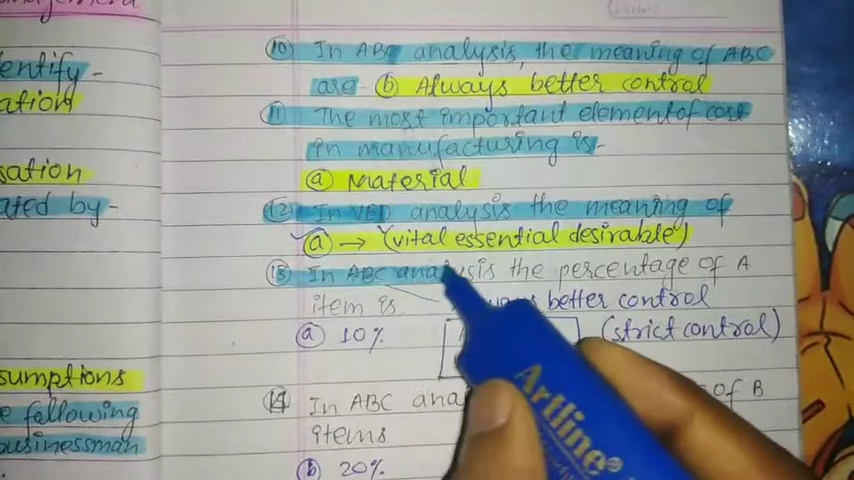 entify -
ation
sation
ated by -
sumptions
e following
businessman
⑩ In ABC analysis, the meaning of ABC
are - ⓑ Always better contral
⑪ The most important element of cost
in manufacturing is -
ⓐ Material
⑫ In VED analysis the meaning of
ⓐ → (vital essential desirable)
⑬ In ABC analysis the percentage of A
item is always better control
ⓐ 10% (strict control)
⑭ In ABC ana of B
items
ⓑ 20%
Artline